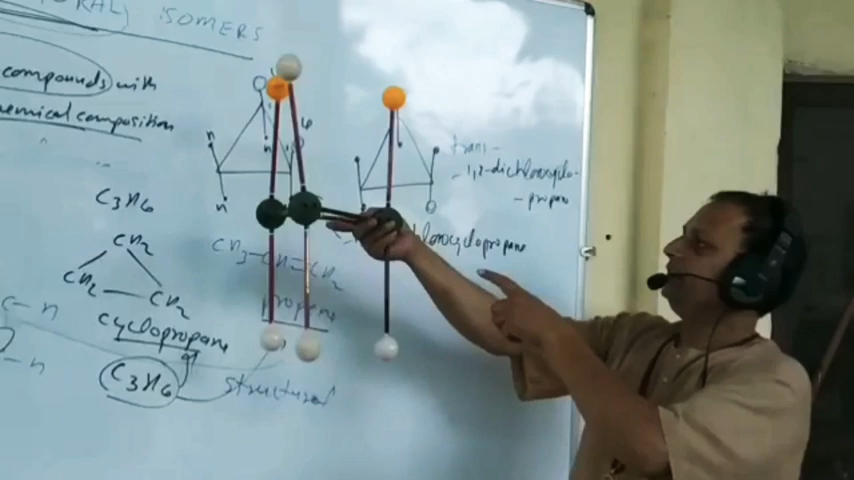 ISOMERS
compounds with
chemical composition
C3H6
CH2
CH2 CH2
cyclopropane
C3H6
structural
CH3-CH=CH2
propene
trans-
1,2-dichlorocyclo-
-propane
chlorocyclopropane
C-H
-H